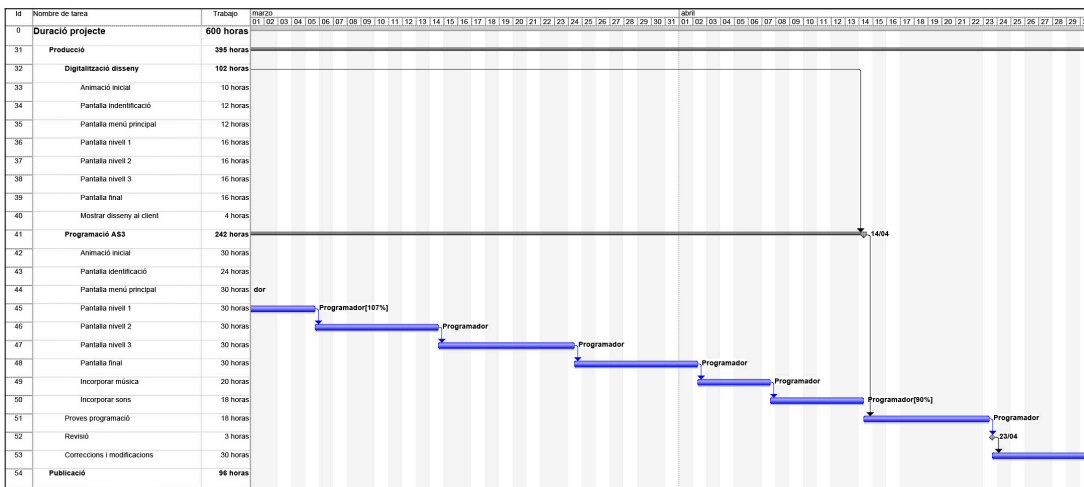 Id Nombre de tarea Trabajo marzo abril
01 02 03 04 05 06 07 08 09 10 11 12 13 14 15 16 17 18 19 20 21 22 23 24 25 26 27 28 29 30 31 01 02 03 04 05 06 07 08 09 10 11 12 13 14 15 16 17 18 19 20 21 22 23 24 25 26 27 28 29
0 Duració projecte 600 horas
31 Producció 395 horas
32 Digitalització disseny 102 horas
33 Animació inicial 10 horas
34 Pantalla indentificació 12 horas
35 Pantalla menú principal 12 horas
36 Pantalla nivell 1 16 horas
37 Pantalla nivell 2 16 horas
38 Pantalla nivell 3 16 horas
39 Pantalla final 16 horas
40 Mostrar disseny al client 4 horas
41 Programació AS3 242 horas 14/04
42 Animació inicial 30 horas
43 Pantalla identificació 24 horas
44 Pantalla menú principal 30 horas dor
45 Pantalla nivell 1 30 horas Programador[107%]
46 Pantalla nivell 2 30 horas Programador
47 Pantalla nivell 3 30 horas Programador
48 Pantalla final 30 horas Programador
49 Incorporar música 20 horas Programador
50 Incorporar sons 18 horas Programador[90%]
51 Proves programació 18 horas Programador
52 Revisió 3 horas 23/04
53 Correccions i modificacions 30 horas
54 Publicació 96 horas